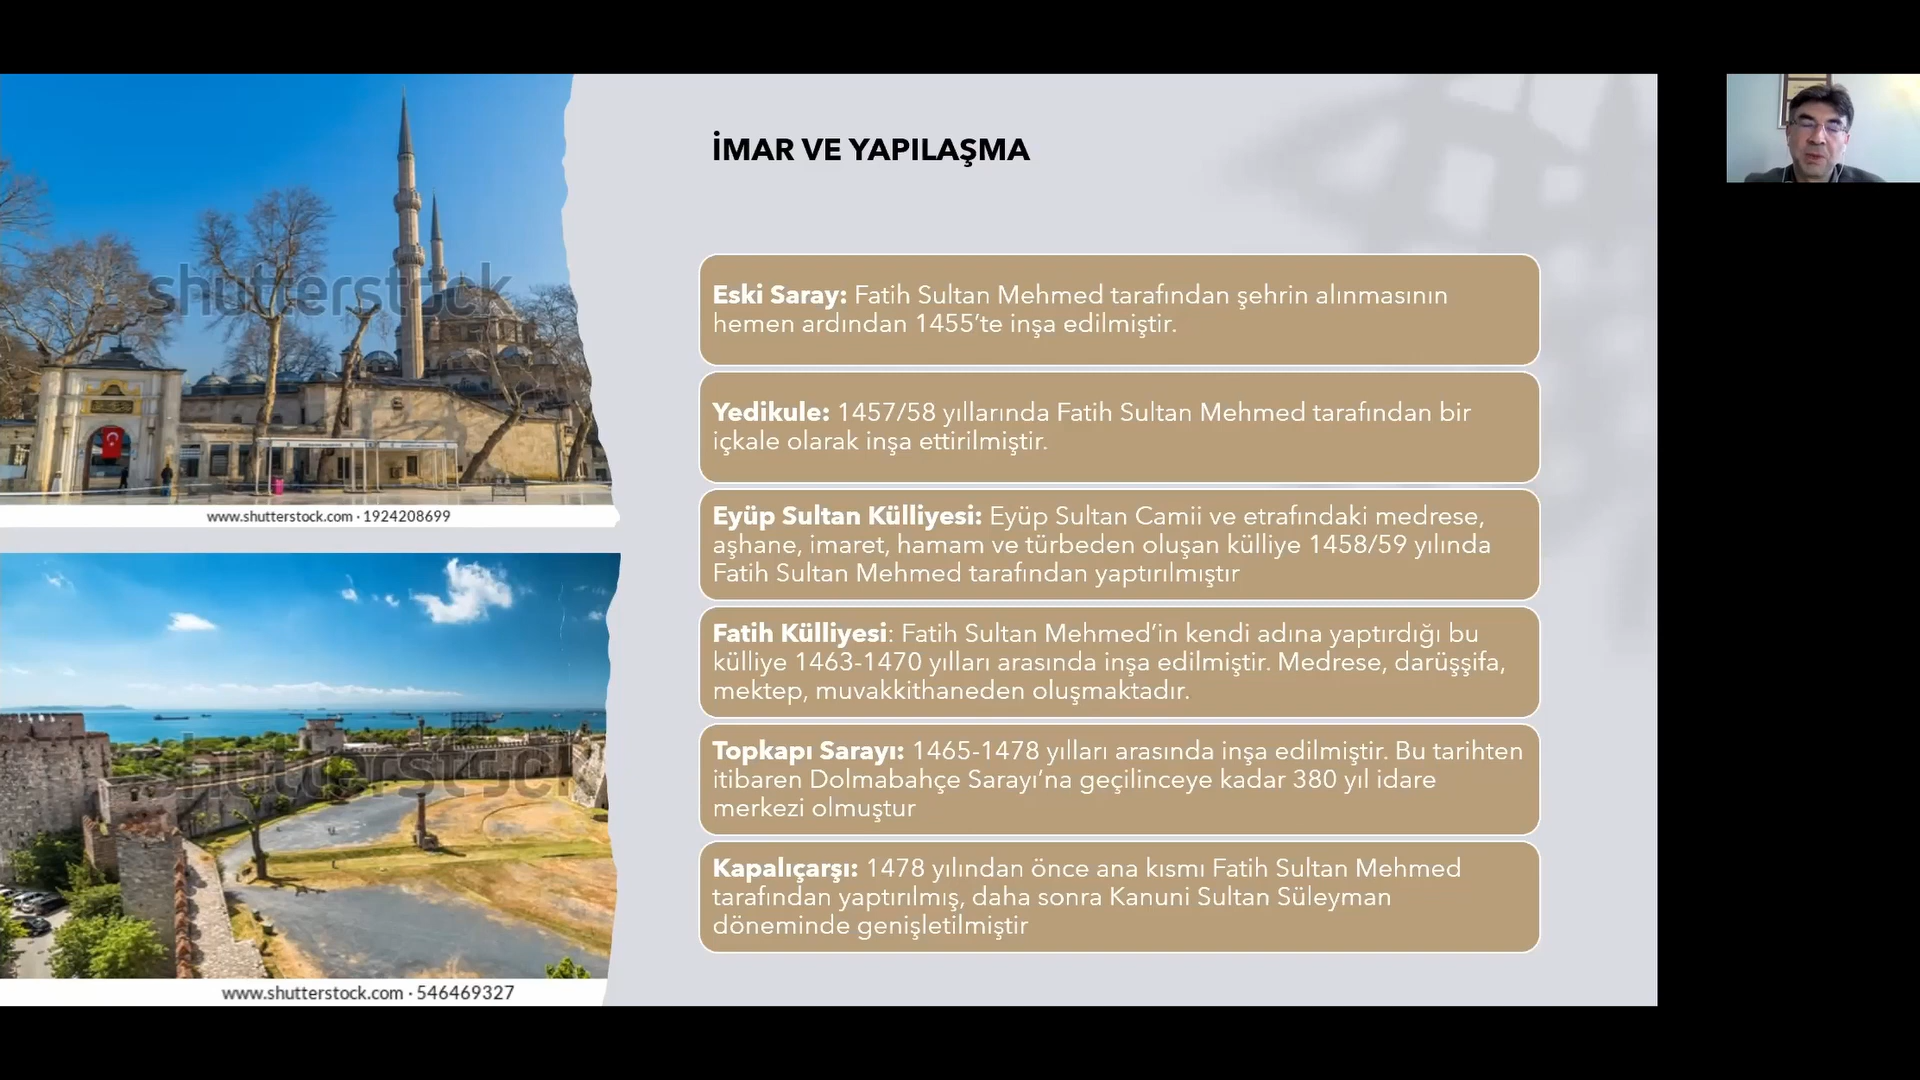 İMAR VE YAPILAŞMA
shutterstock
www.shutterstock.com · 1924208699
shutterstock
www.shutterstock.com · 546469327
Eski Saray: Fatih Sultan Mehmed tarafından şehrin alınmasının
hemen ardından 1455’te inşa edilmiştir.
Yedikule: 1457/58 yıllarında Fatih Sultan Mehmed tarafından bir
içkale olarak inşa ettirilmiştir.
Eyüp Sultan Külliyesi: Eyüp Sultan Camii ve etrafındaki medrese,
aşhane, imaret, hamam ve türbeden oluşan külliye 1458/59 yılında
Fatih Sultan Mehmed tarafından yaptırılmıştır
Fatih Külliyesi: Fatih Sultan Mehmed’in kendi adına yaptırdığı bu
külliye 1463-1470 yılları arasında inşa edilmiştir. Medrese, darüşşifa,
mektep, muvakkithaneden oluşmaktadır.
Topkapı Sarayı: 1465-1478 yılları arasında inşa edilmiştir. Bu tarihten
itibaren Dolmabahçe Sarayı’na geçilinceye kadar 380 yıl idare
merkezi olmuştur
Kapalıçarşı: 1478 yılından önce ana kısmı Fatih Sultan Mehmed
tarafından yaptırılmış, daha sonra Kanuni Sultan Süleyman
döneminde genişletilmiştir